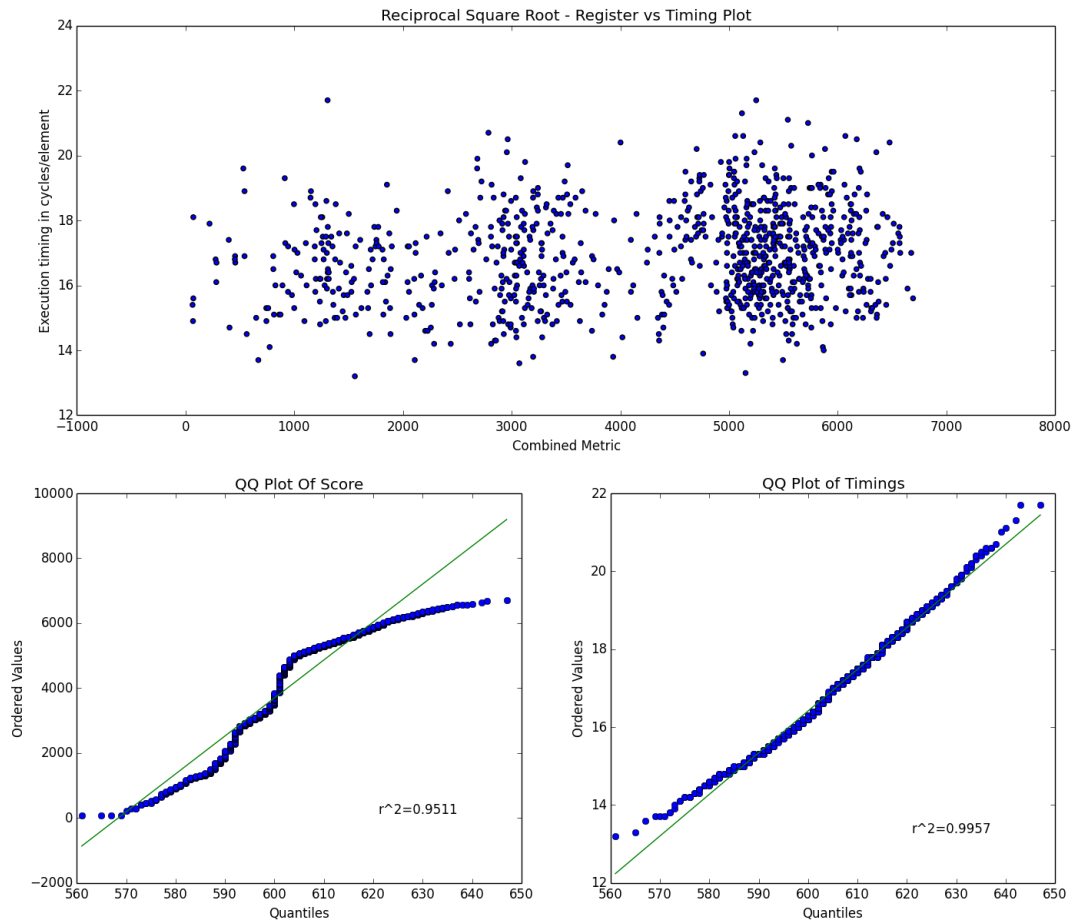 Reciprocal Square Root - Register vs Timing Plot
24
22
20
18
16
14
12
Execution timing in cycles/element
−1000 0 1000 2000 3000 4000 5000 6000 7000 8000
Combined Metric
QQ Plot Of Score
10000
8000
6000
4000
2000
0
−2000
Ordered Values
r^2=0.9511
560 570 580 590 600 610 620 630 640 650
Quantiles
QQ Plot of Timings
22
20
18
16
14
12
Ordered Values
r^2=0.9957
560 570 580 590 600 610 620 630 640 650
Quantiles